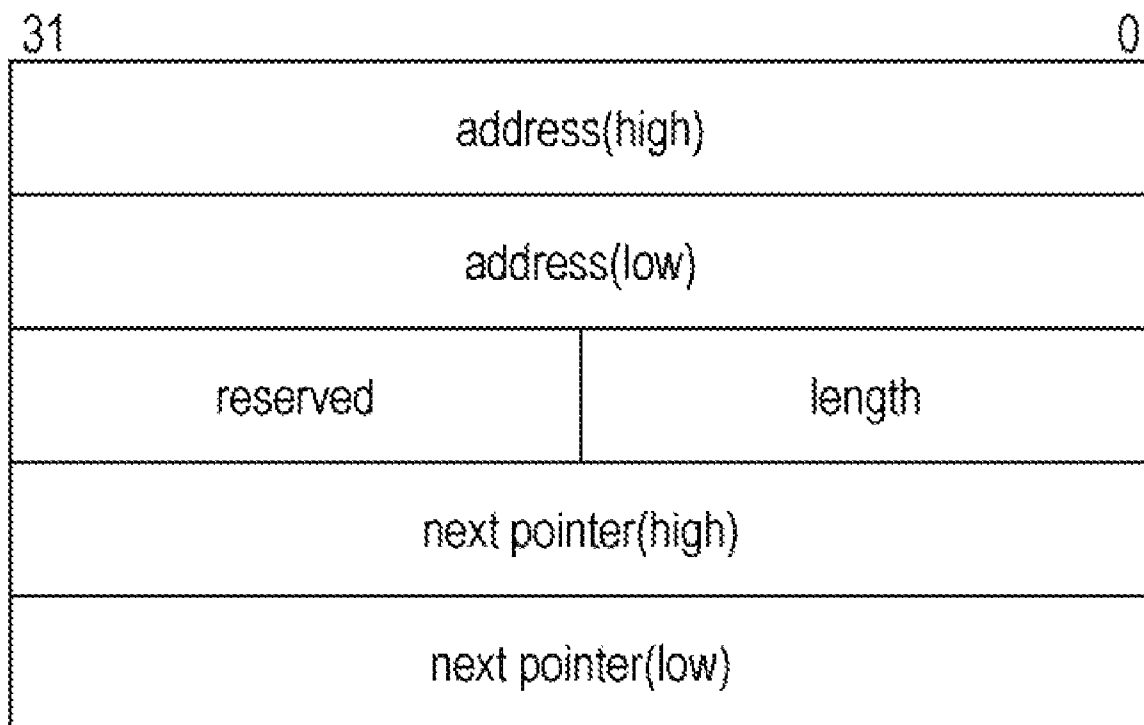 31 0
address(high)
address(low)
reserved length
next pointer(high)
next pointer(low)